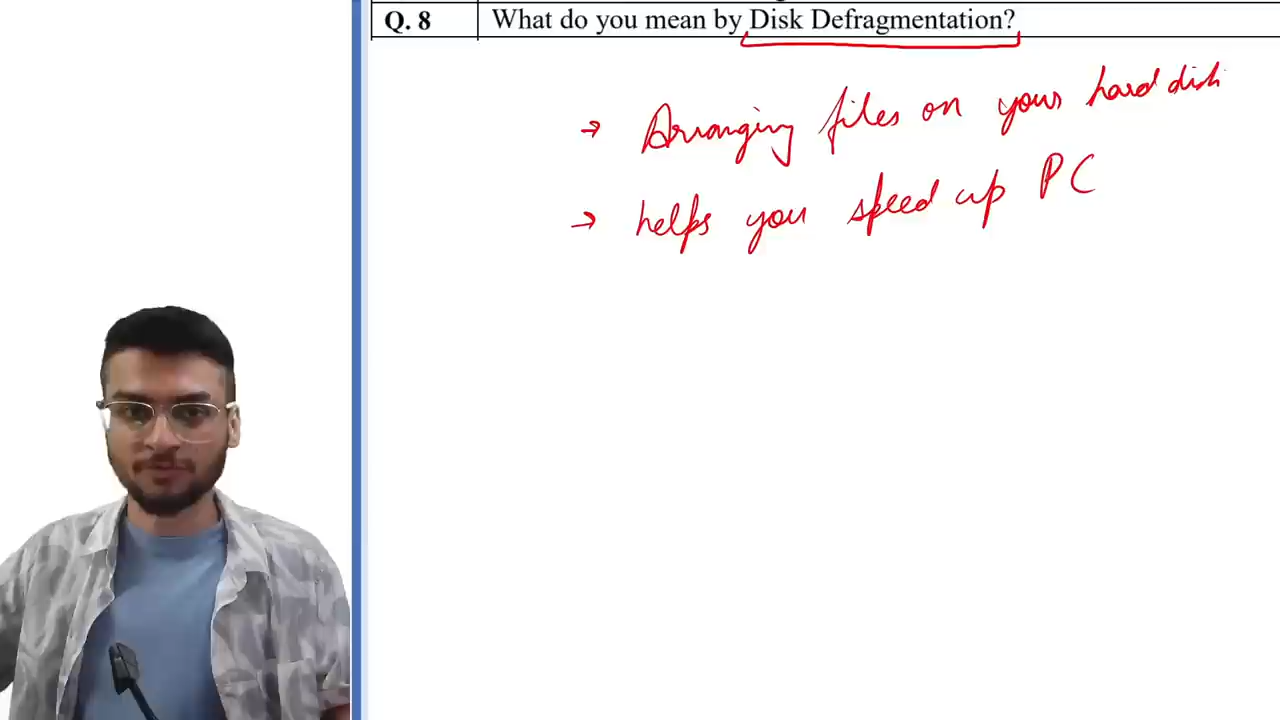 Q. 8 What do you mean by Disk Defragmentation?
→ Arranging files on your hard disk
→ helps you speed up PC